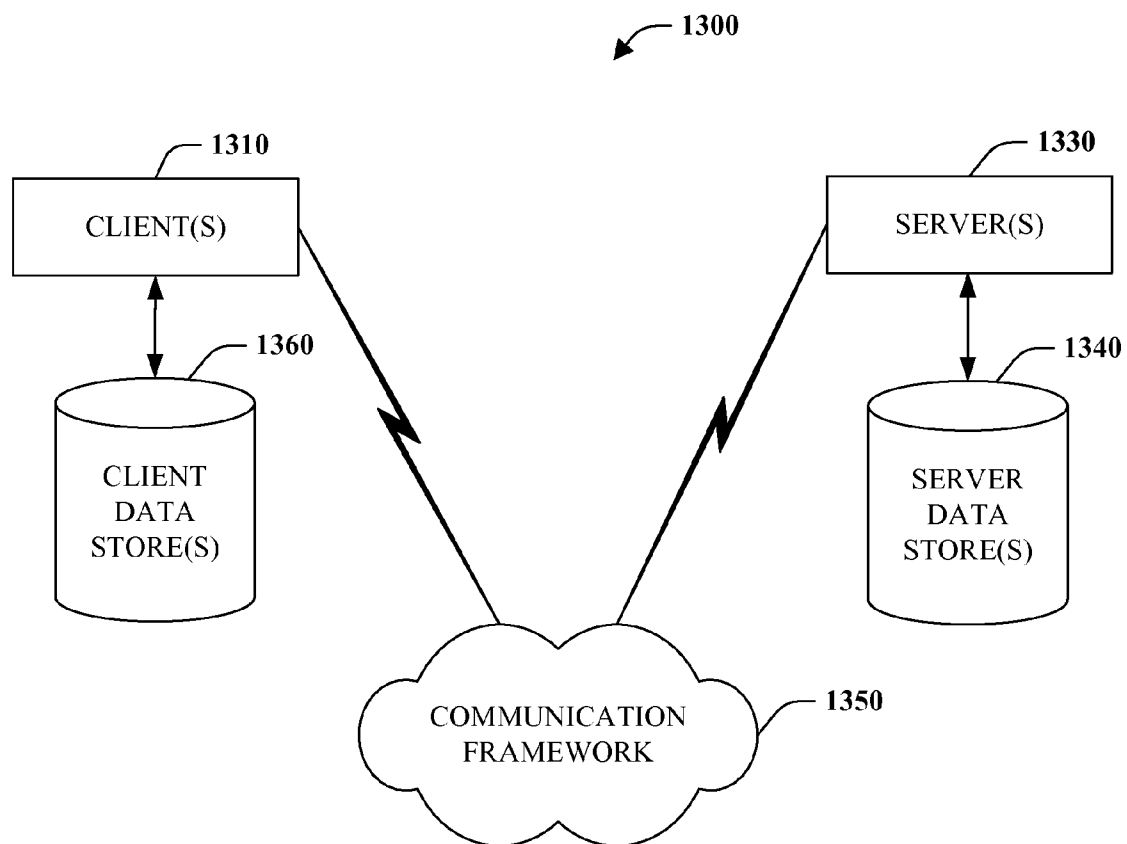 1300
1310
1330
CLIENT(S)
SERVER(S)
1360
1340
CLIENT
DATA
STORE(S)
SERVER
DATA
STORE(S)
COMMUNICATION
FRAMEWORK
1350